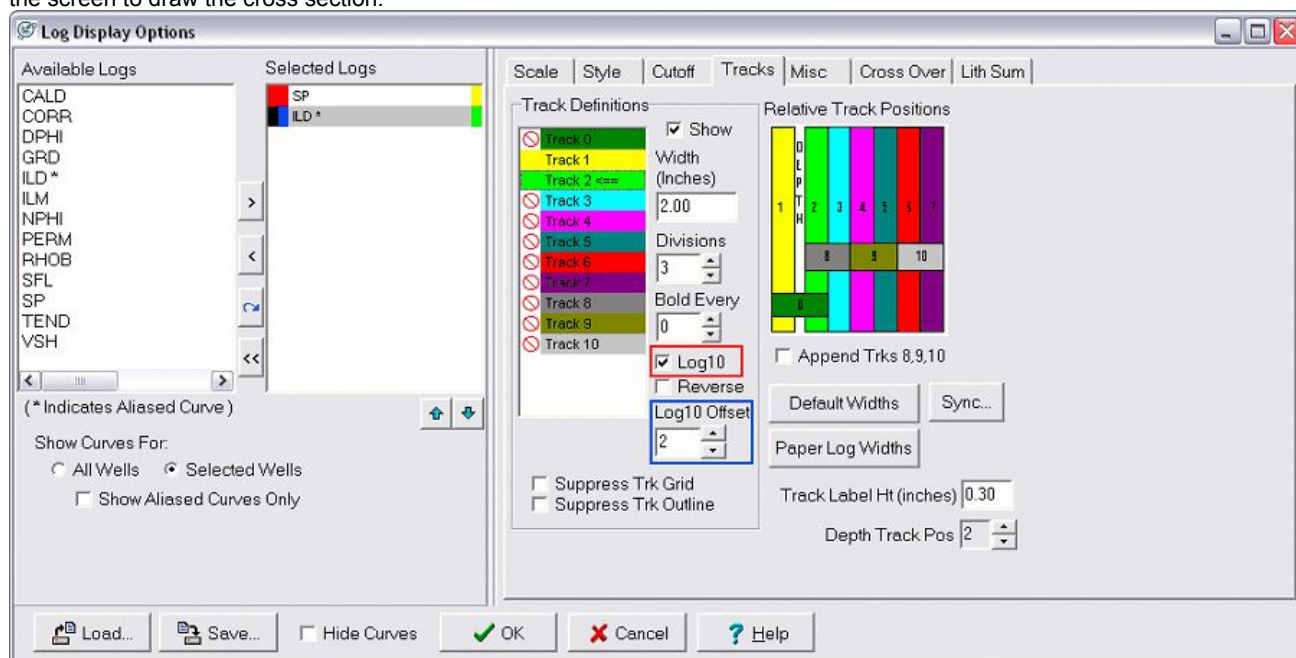 the screen to draw the cross section.
Log Display Options
Available Logs
CALD
CORR
DPHI
GRD
ILD *
ILM
NPHI
PERM
RHOB
SFL
SP
TEND
VSH
(* Indicates Aliased Curve)
Show Curves For:
All Wells Selected Wells
Show Aliased Curves Only
>
<
<<
Selected Logs
SP
ILD *
Scale Style Cutoff Tracks Misc Cross Over Lith Sum
Track Definitions
Track 0
Track 1
Track 2 <==
Track 3
Track 4
Track 5
Track 6
Track 7
Track 8
Track 9
Track 10
Show
Width
(Inches)
2.00
Divisions
3
Bold Every
0
Log10
Reverse
Log10 Offset
2
Suppress Trk Grid
Suppress Trk Outline
Relative Track Positions
DEPTH
1 2 3 4 5 6 7
8 9 10
0
Append Trks 8,9,10
Default Widths Sync...
Paper Log Widths
Track Label Ht (inches) 0.30
Depth Track Pos 2
Load... Save... Hide Curves OK Cancel ? Help